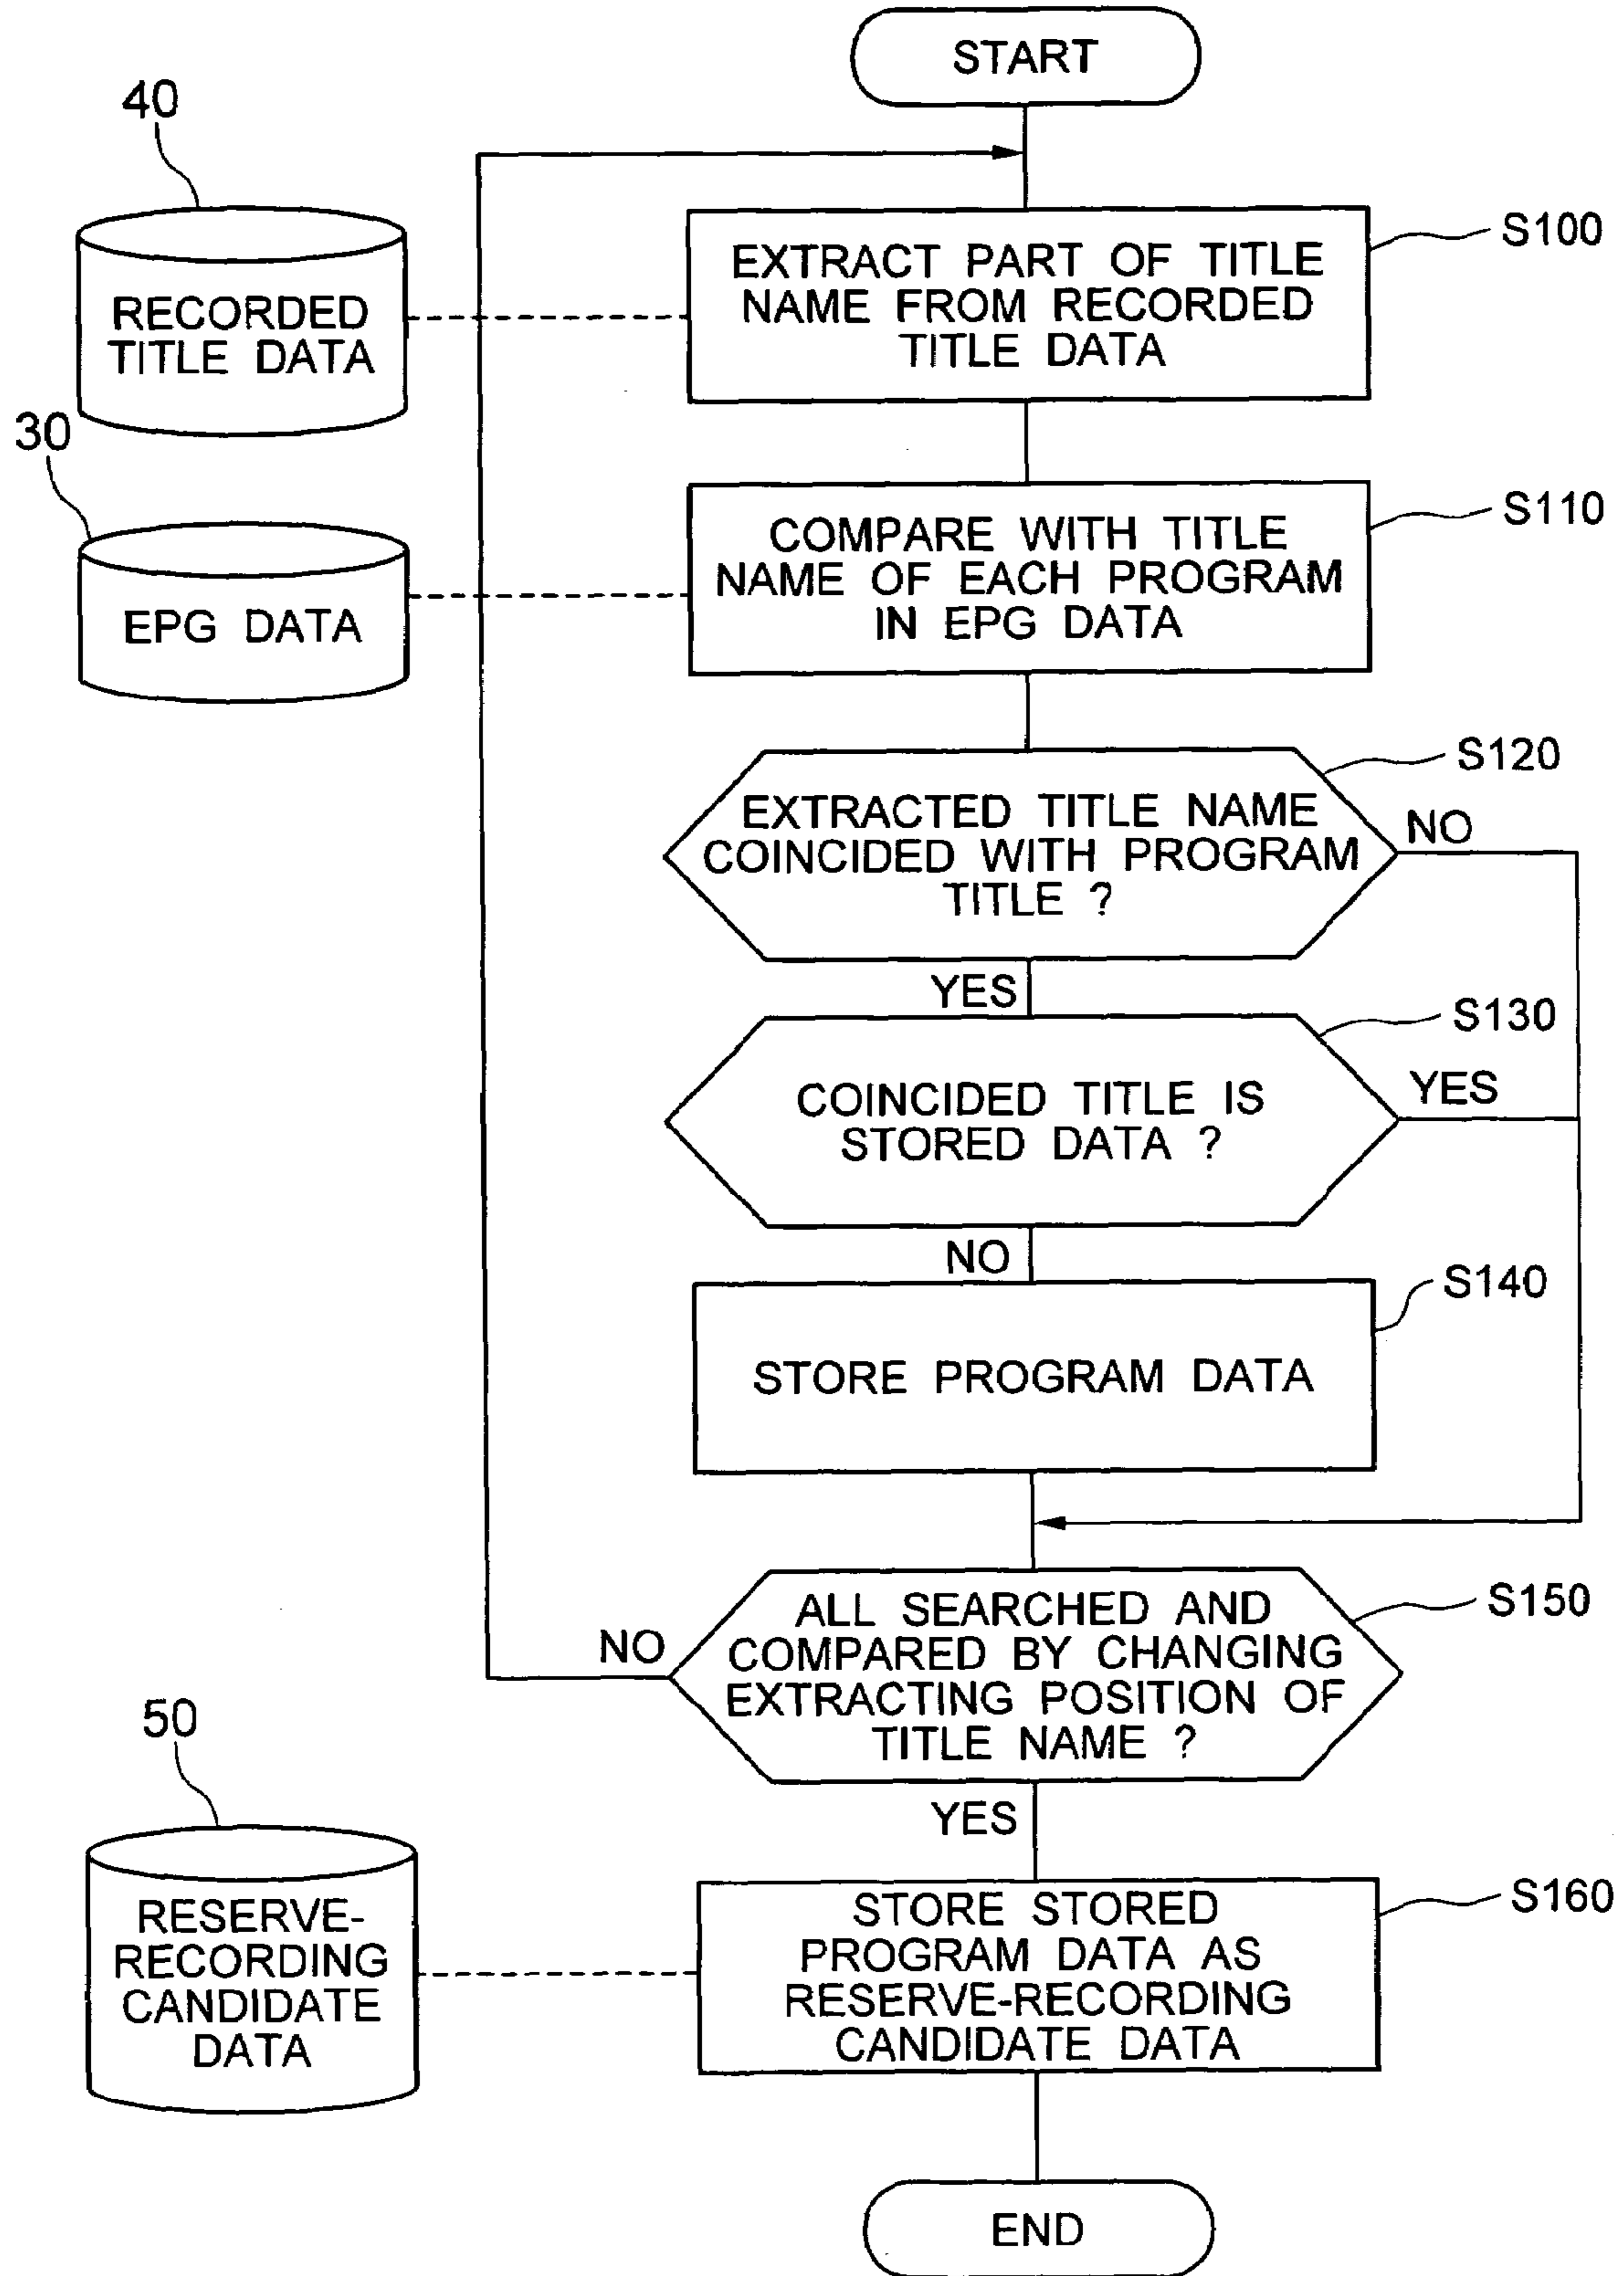 START
40
RECORDED
TITLE DATA
EXTRACT PART OF TITLE
NAME FROM RECORDED
TITLE DATA
S100
30
EPG DATA
COMPARE WITH TITLE
NAME OF EACH PROGRAM
IN EPG DATA
S110
EXTRACTED TITLE NAME
COINCIDED WITH PROGRAM
TITLE ?
S120
NO
YES
COINCIDED TITLE IS
STORED DATA ?
S130
YES
NO
STORE PROGRAM DATA
S140
ALL SEARCHED AND
COMPARED BY CHANGING
EXTRACTING POSITION OF
TITLE NAME ?
S150
NO
YES
50
RESERVE-
RECORDING
CANDIDATE
DATA
STORE STORED
PROGRAM DATA AS
RESERVE-RECORDING
CANDIDATE DATA
S160
END